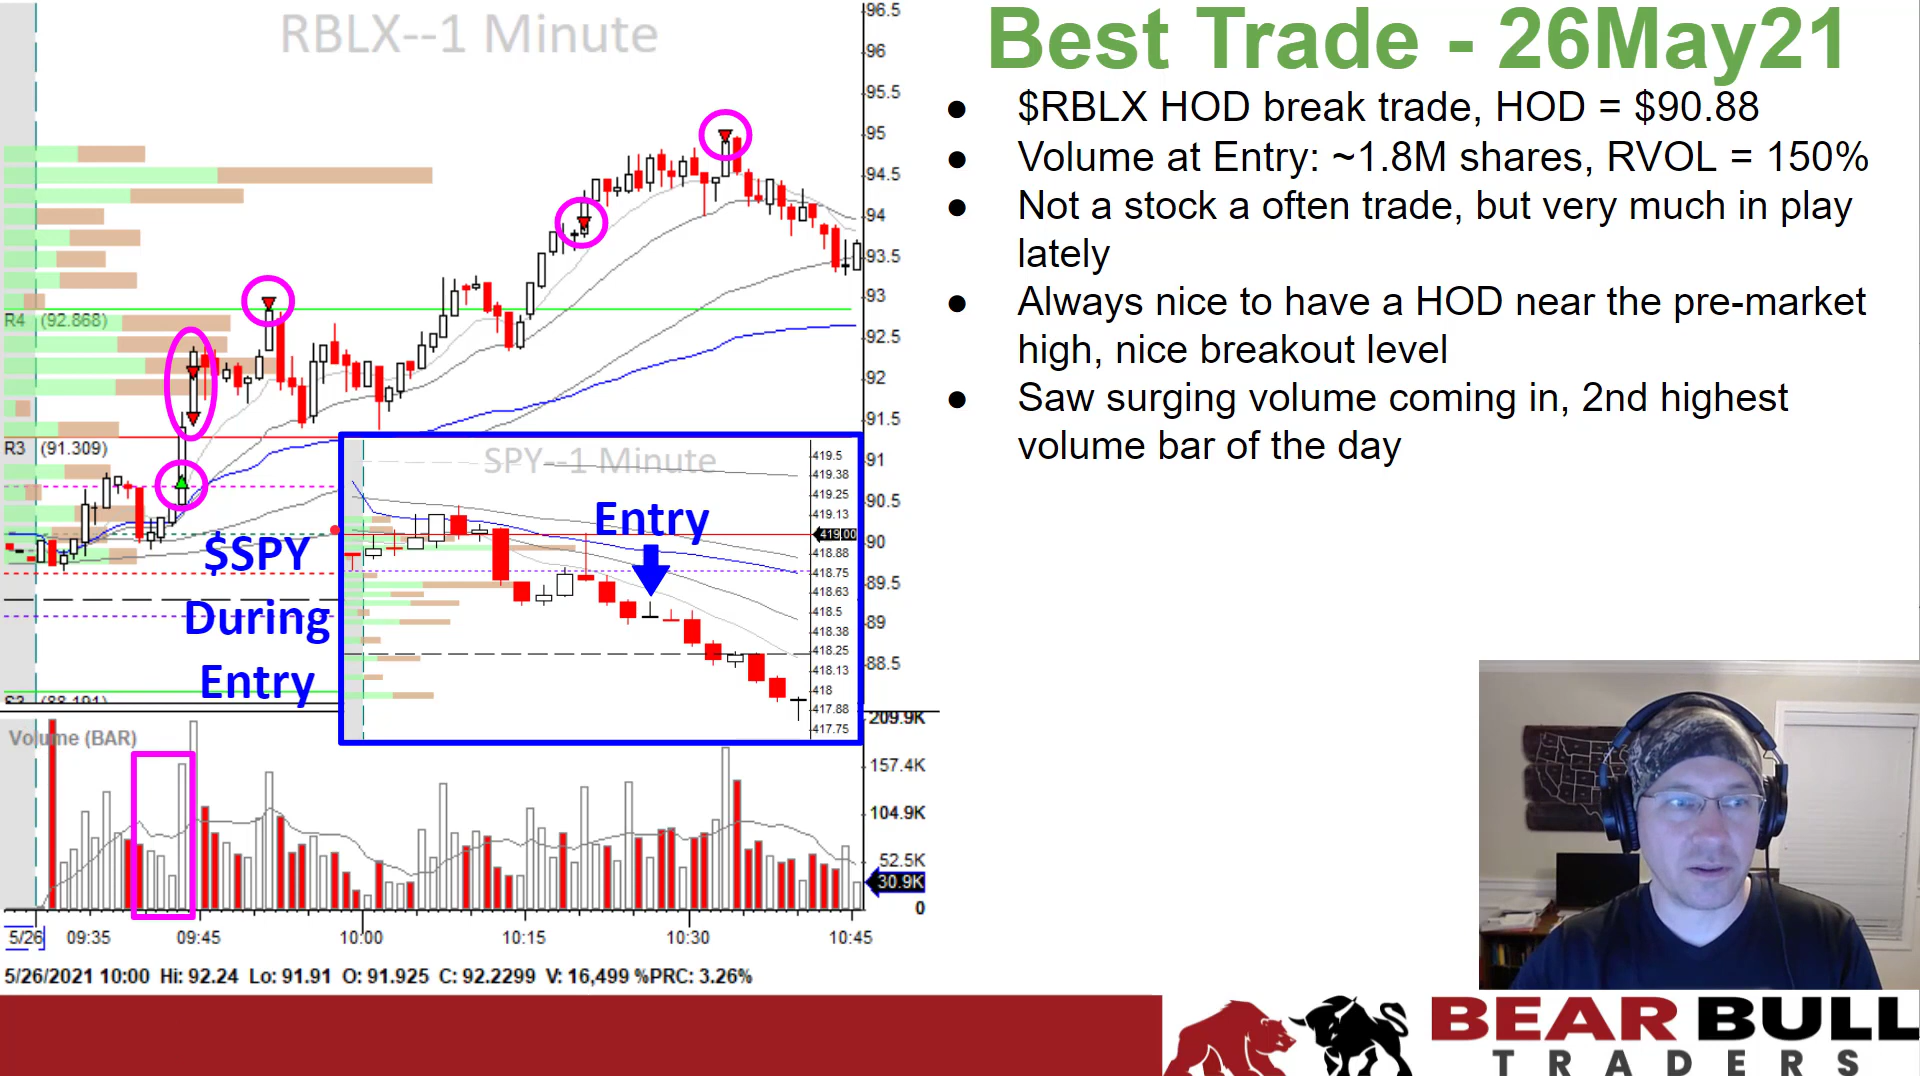 RBLX--1 Minute
Best Trade - 26May21
● $RBLX HOD break trade, HOD = $90.88
● Volume at Entry: ~1.8M shares, RVOL = 150%
● Not a stock a often trade, but very much in play
lately
● Always nice to have a HOD near the pre-market
high, nice breakout level
● Saw surging volume coming in, 2nd highest
volume bar of the day
96.5
96
95.5
95
94.5
94
93.5
93
92.5
92
91.5
91
90.5
90
89.5
89
88.5
R4 (92.868)
R3 (91.309)
S3 (88.191)
$SPY
During
Entry
SPY--1 Minute
Entry
419.5
419.38
419.25
419.13
419.00
418.88
418.75
418.63
418.5
418.38
418.25
418.13
418
417.88
417.75
Volume (BAR)
209.9K
157.4K
104.9K
52.5K
30.9K
0
5/26 09:35 09:45 10:00 10:15 10:30 10:45
5/26/2021 10:00 Hi: 92.24 Lo: 91.91 O: 91.925 C: 92.2299 V: 16,499 %PRC: 3.26%
BEAR BULL
TRADERS